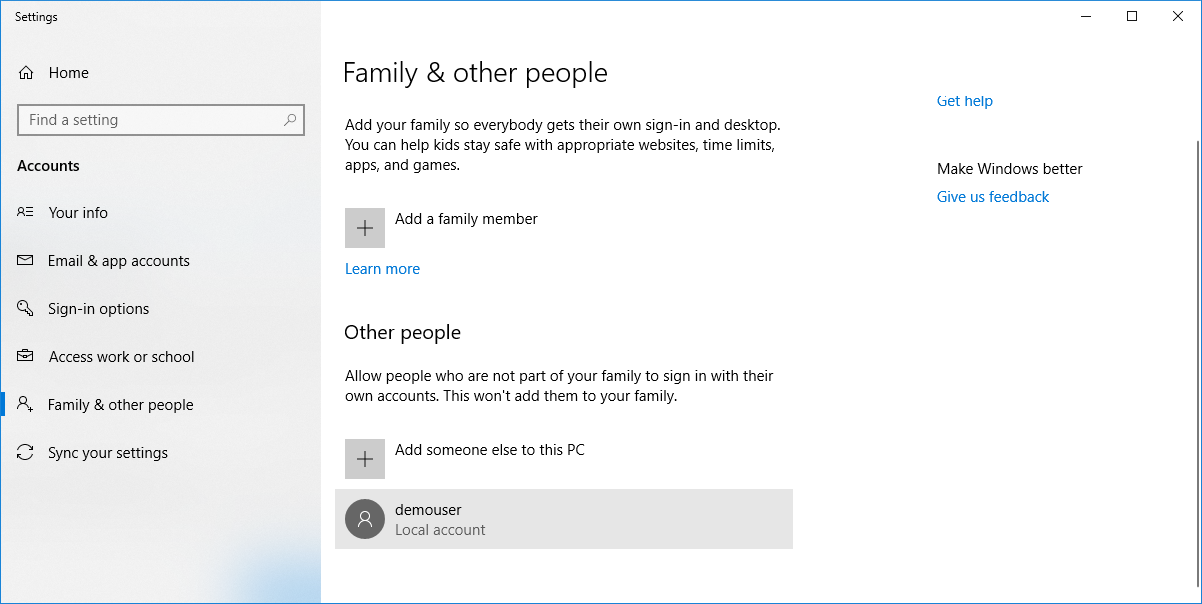 Settings
Home
Find a setting
Accounts
Your info
Email & app accounts
Sign-in options
Access work or school
Family & other people
Sync your settings
Family & other people
Add your family so everybody gets their own sign-in and desktop.
You can help kids stay safe with appropriate websites, time limits,
apps, and games.
Add a family member
Learn more
Other people
Allow people who are not part of your family to sign in with their
own accounts. This won't add them to your family.
Add someone else to this PC
demouser
Local account
Get help
Make Windows better
Give us feedback